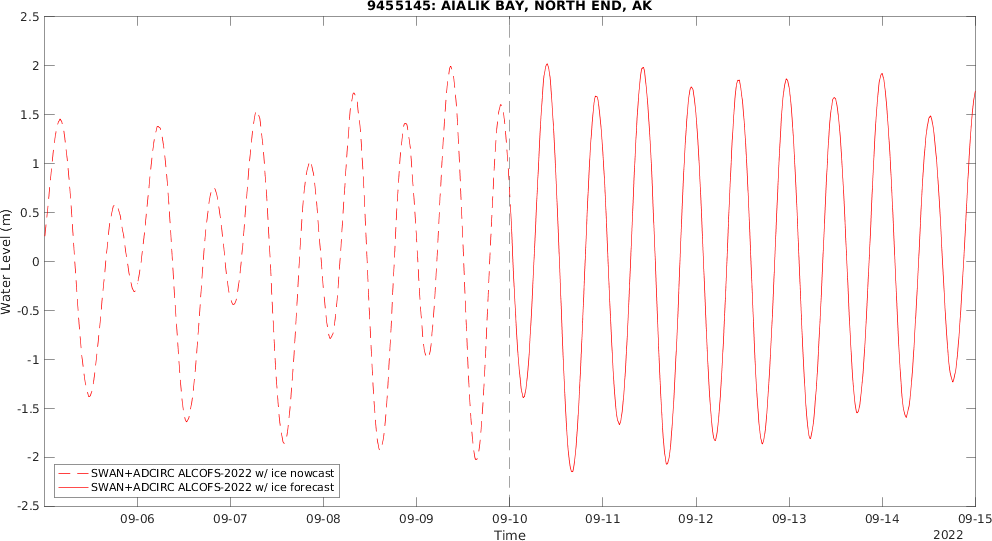 9455145: AIALIK BAY, NORTH END, AK
2.5
2
1.5
1
0.5
0
-0.5
-1
-1.5
-2
-2.5
Water Level (m)
SWAN+ADCIRC ALCOFS-2022 w/ ice nowcast
SWAN+ADCIRC ALCOFS-2022 w/ ice forecast
09-06 09-07 09-08 09-09 09-10 09-11 09-12 09-13 09-14 09-15
Time
2022